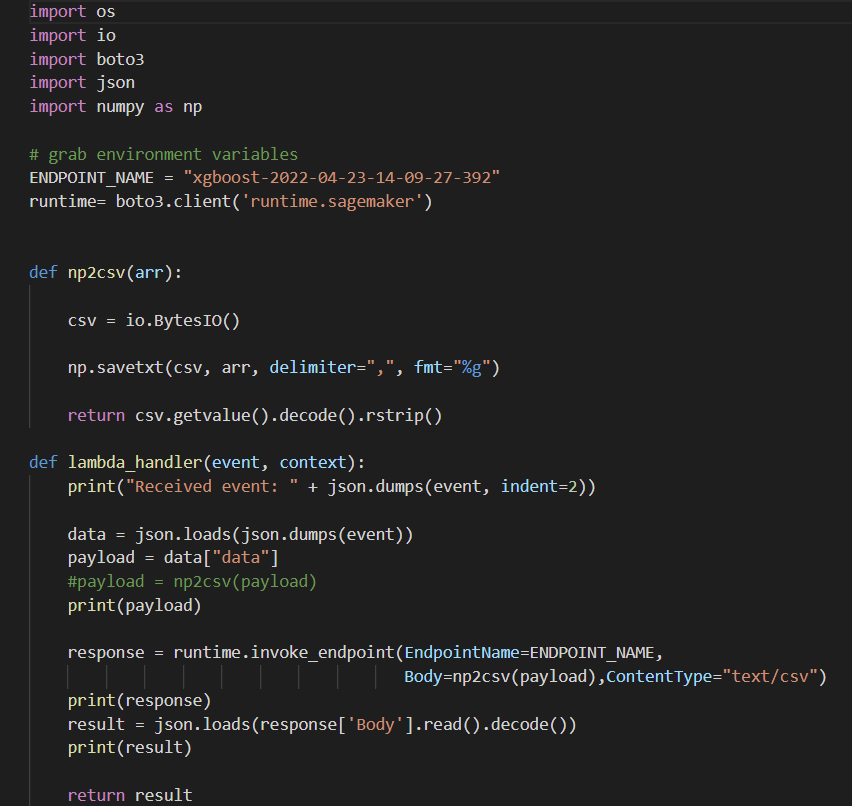 import os
import io
import boto3
import json
import numpy as np
# grab environment variables
ENDPOINT_NAME = "xgboost-2022-04-23-14-09-27-392"
runtime= boto3.client('runtime.sagemaker')
def np2csv(arr):
csv = io.BytesIO()
np.savetxt(csv, arr, delimiter=",", fmt="%g")
return csv.getvalue().decode().rstrip()
def lambda_handler(event, context):
print("Received event: " + json.dumps(event, indent=2))
data = json.loads(json.dumps(event))
payload = data["data"]
#payload = np2csv(payload)
print(payload)
response = runtime.invoke_endpoint(EndpointName=ENDPOINT_NAME,
Body=np2csv(payload),ContentType="text/csv")
print(response)
result = json.loads(response['Body'].read().decode())
print(result)
return result